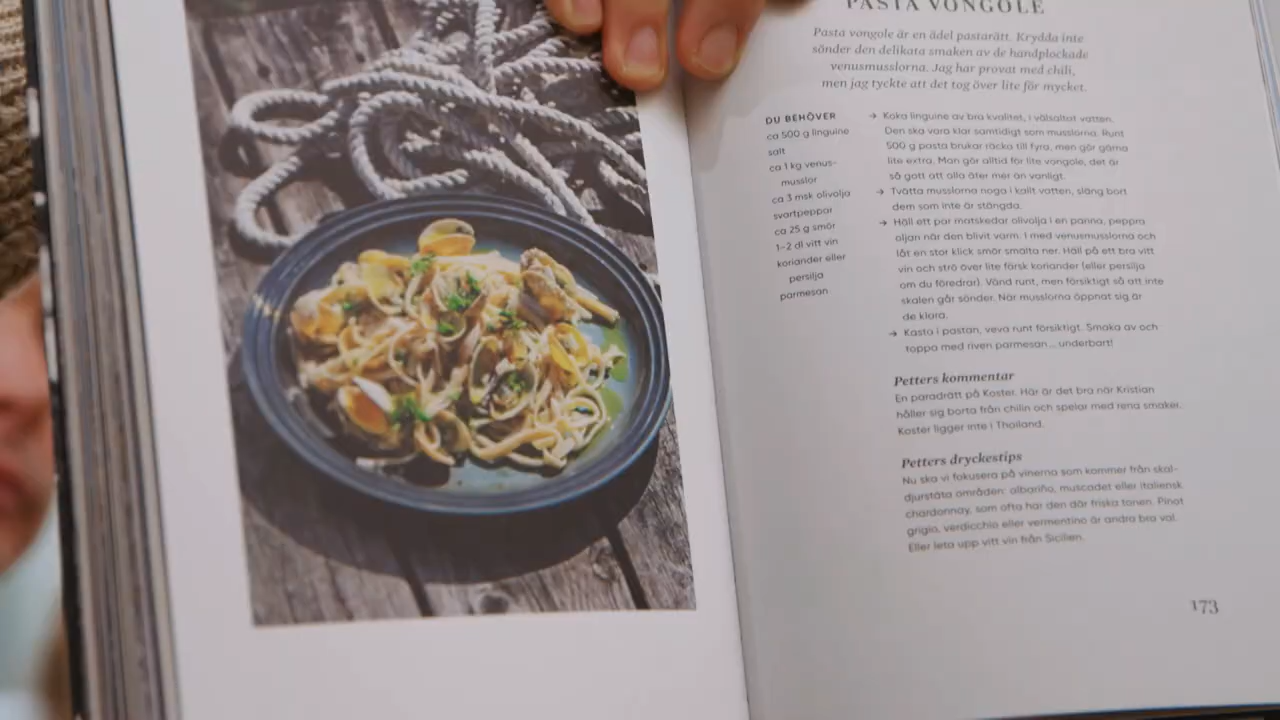 PASTA VONGOLE
Pasta vongole är en ädel pastarätt. Krydda inte
sönder den delikata smaken av de handplockade
venusmusslorna. Jag har provat med chili,
men jag tyckte att det tog över lite för mycket.
DU BEHÖVER
ca 500 g linguine
salt
ca 1 kg venus-
musslor
ca 3 msk olivolja
svartpeppar
ca 25 g smör
1–2 dl vitt vin
koriander eller
persilja
parmesan
→ Koka linguine av bra kvalitet, i välsaltat vatten.
Den ska vara klar samtidigt som musslorna. Runt
500 g pasta brukar räcka till fyra, men gör gärna
lite extra. Man gör alltid för lite vongole, det är
så gott att alla äter mer än vanligt.
→ Tvätta musslorna noga i kallt vatten, släng bort
dem som inte är stängda.
→ Häll ett par matskedar olivolja i en panna, peppra
oljan när den blivit varm. I med venusmusslorna och
låt en stor klick smör smälta ner. Häll på ett bra vitt
vin och strö över lite färsk koriander (eller persilja
om du föredrar). Vänd runt, men försiktigt så att inte
skalen går sönder. När musslorna öppnat sig är
de klara.
→ Kasta i pastan, veva runt försiktigt. Smaka av och
toppa med riven parmesan ... underbart!
Petters kommentar
En paradrätt på Koster. Här är det bra när Kristian
håller sig borta från chilin och spelar med rena smaker.
Koster ligger inte i Thailand.
Petters dryckestips
Nu ska vi fokusera på vinerna som kommer från skal-
djurstäta områden: albariño, muscadet eller italiensk
chardonnay, som ofta har den där friska tonen. Pinot
grigio, verdicchio eller vermentino är andra bra val.
Eller leta upp vitt vin från Sicilien.
173